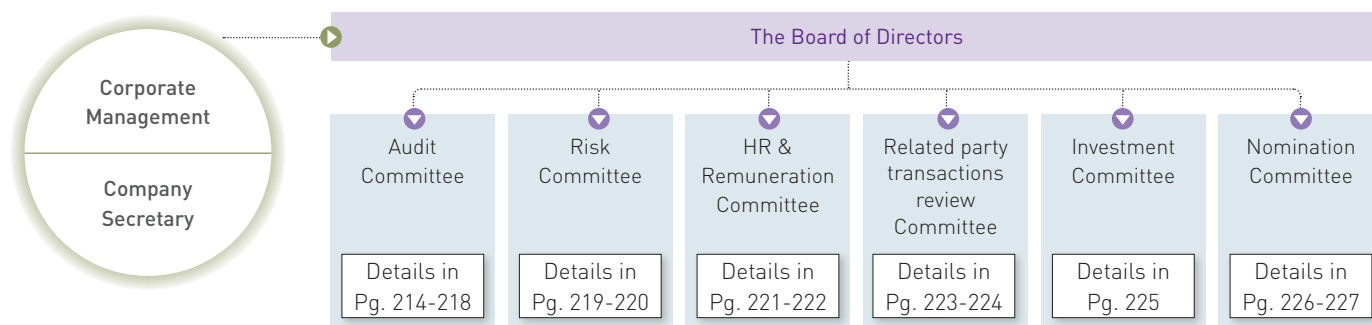 Corporate
Management
Company
Secretary
The Board of Directors
Audit
Committee
Details in
Pg. 214-218
Risk
Committee
Details in
Pg. 219-220
HR &
Remuneration
Committee
Details in
Pg. 221-222
Related party
transactions
review
Committee
Details in
Pg. 223-224
Investment
Committee
Details in
Pg. 225
Nomination
Committee
Details in
Pg. 226-227